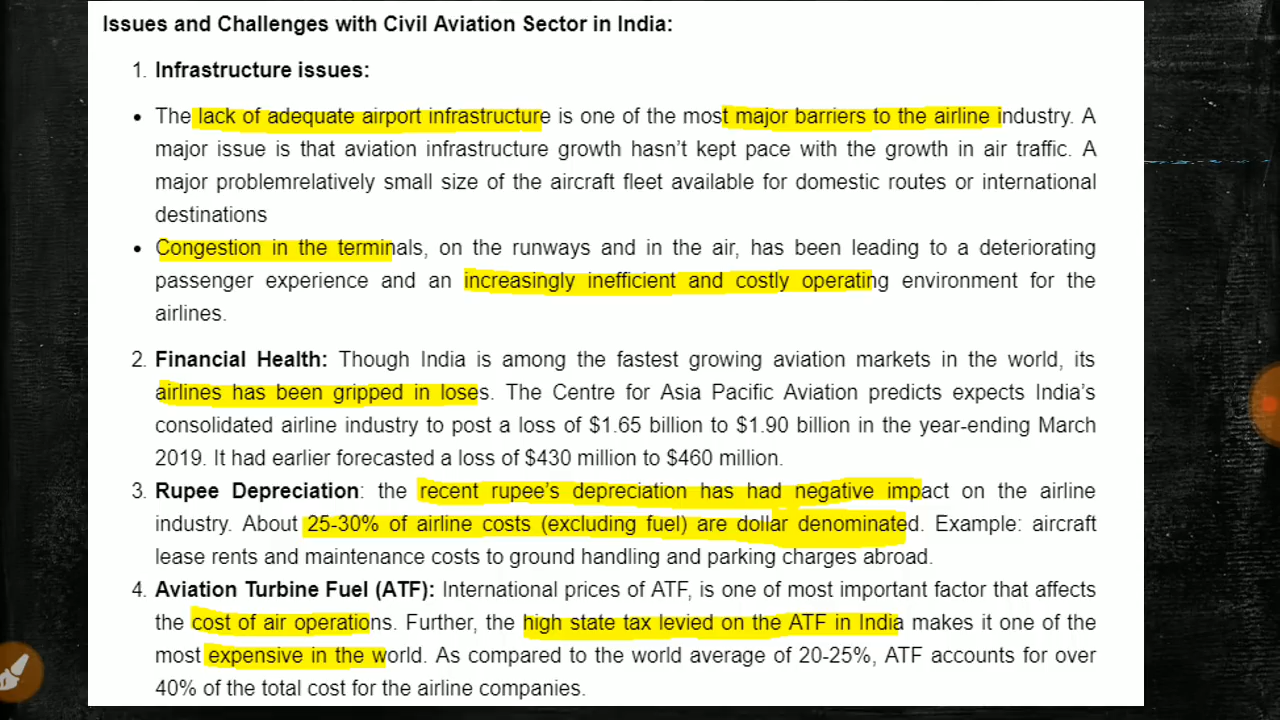 Issues and Challenges with Civil Aviation Sector in India:
1. Infrastructure issues:
• The lack of adequate airport infrastructure is one of the most major barriers to the airline industry. A
major issue is that aviation infrastructure growth hasn't kept pace with the growth in air traffic. A
major problemrelatively small size of the aircraft fleet available for domestic routes or international
destinations
• Congestion in the terminals, on the runways and in the air, has been leading to a deteriorating
passenger experience and an increasingly inefficient and costly operating environment for the
airlines.
2. Financial Health: Though India is among the fastest growing aviation markets in the world, its
airlines has been gripped in loses. The Centre for Asia Pacific Aviation predicts expects India's
consolidated airline industry to post a loss of $1.65 billion to $1.90 billion in the year-ending March
2019. It had earlier forecasted a loss of $430 million to $460 million.
3. Rupee Depreciation: the recent rupee's depreciation has had negative impact on the airline
industry. About 25-30% of airline costs (excluding fuel) are dollar denominated. Example: aircraft
lease rents and maintenance costs to ground handling and parking charges abroad.
4. Aviation Turbine Fuel (ATF): International prices of ATF, is one of most important factor that affects
the cost of air operations. Further, the high state tax levied on the ATF in India makes it one of the
most expensive in the world. As compared to the world average of 20-25%, ATF accounts for over
40% of the total cost for the airline companies.